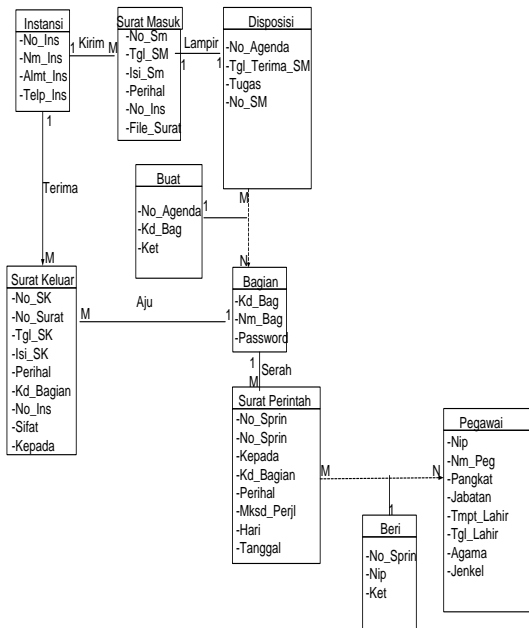 Instansi
-No_Ins
-Nm_Ins
-Almt_Ins
-Telp_Ins
1
Kirim
M
Surat Masuk
-No_Sm
-Tgl_SM
-Isi_Sm
-Perihal
-No_Ins
-File_Surat
1
Lampir
1
Disposisi
-No_Agenda
-Tgl_Terima_SM
-Tugas
-No_SM
1
Terima
M
Buat
-No_Agenda
-Kd_Bag
-Ket
1
M
N
Surat Keluar
-No_SK
-No_Surat
-Tgl_SK
-Isi_SK
-Perihal
-Kd_Bagian
-No_Ins
-Sifat
-Kepada
M
Aju
1
Bagian
-Kd_Bag
-Nm_Bag
-Password
1
Serah
M
Surat Perintah
-No_Sprin
-No_Sprin
-Kepada
-Kd_Bagian
-Perihal
-Mksd_Perjl
-Hari
-Tanggal
M
N
1
Beri
-No_Sprin
-Nip
-Ket
Pegawai
-Nip
-Nm_Peg
-Pangkat
-Jabatan
-Tmpt_Lahir
-Tgl_Lahir
-Agama
-Jenkel